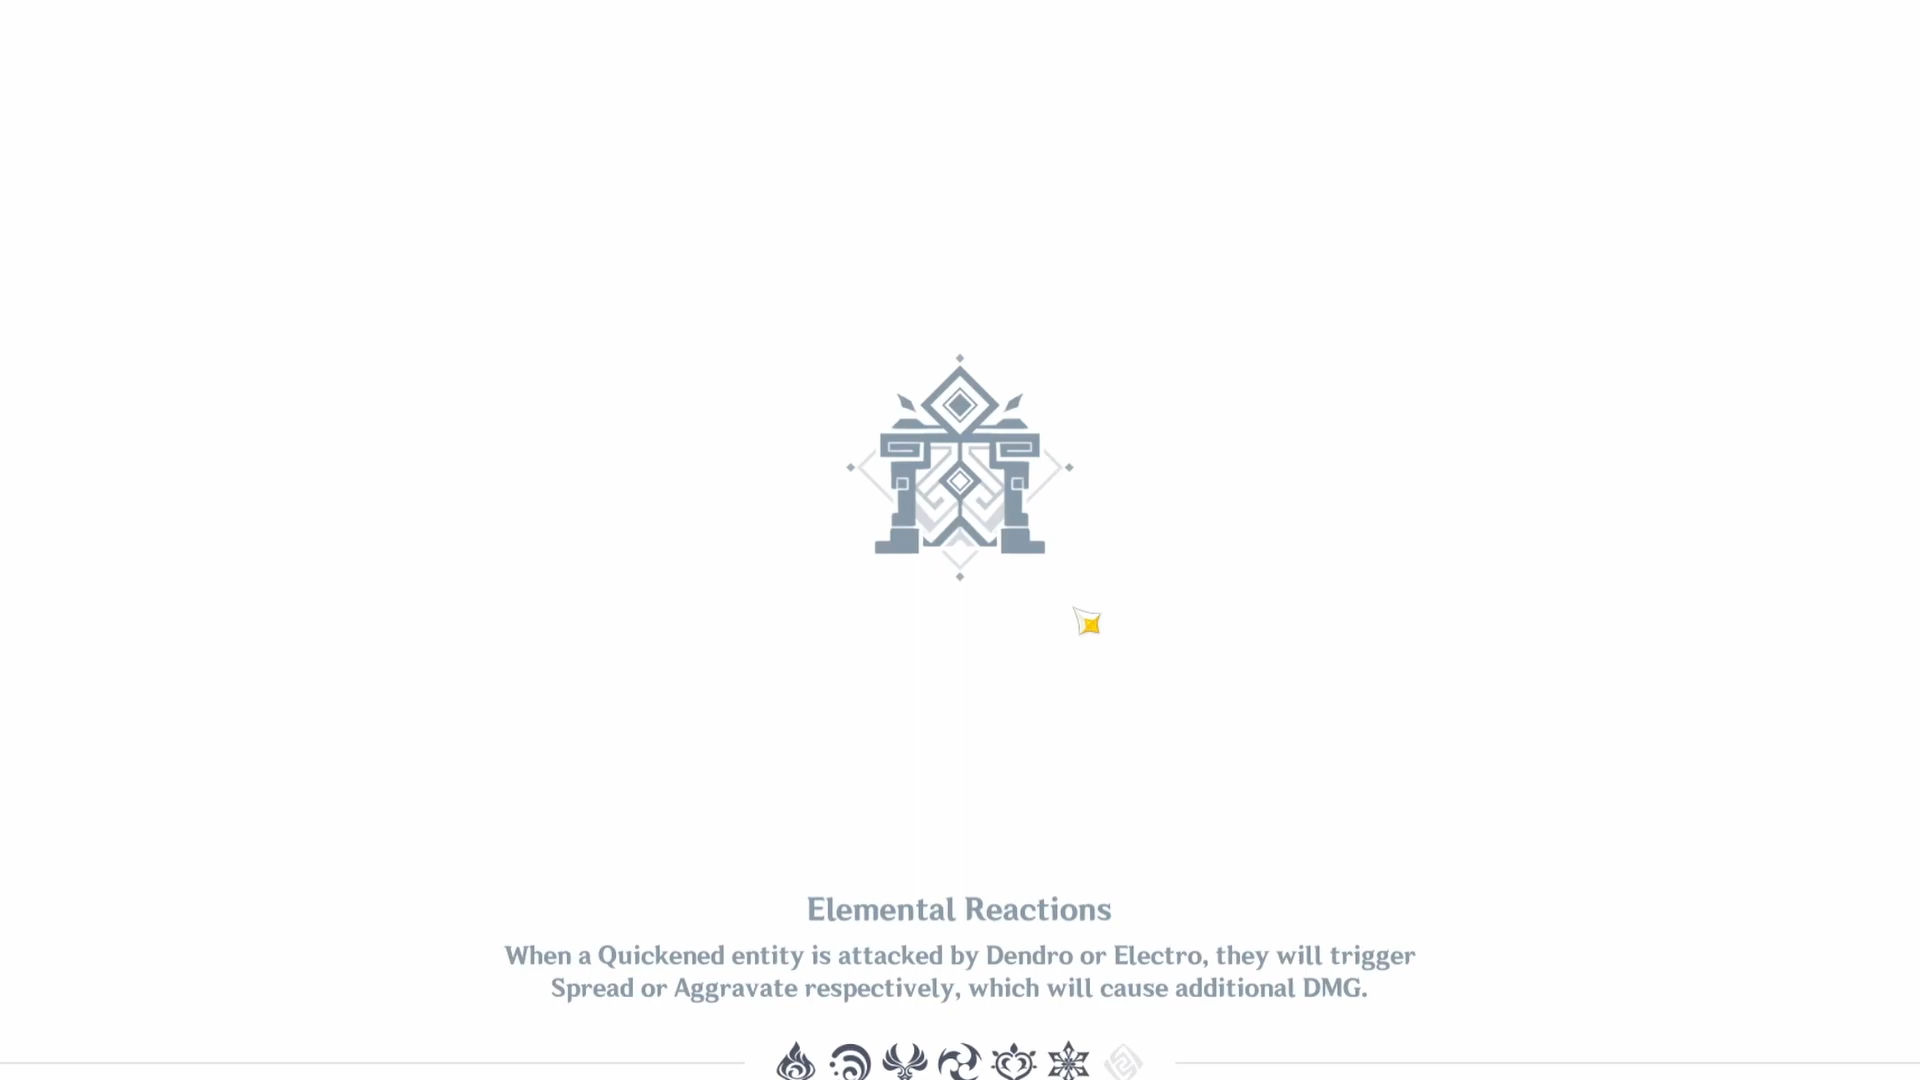 Elemental Reactions
When a Quickened entity is attacked by Dendro or Electro, they will trigger
Spread or Aggravate respectively, which will cause additional DMG.